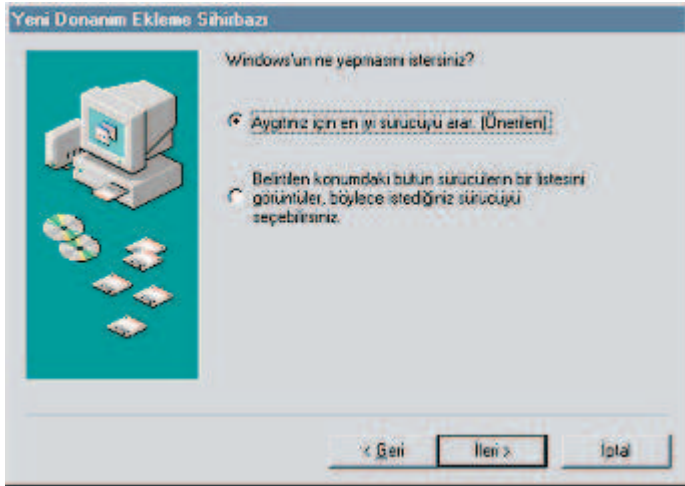 Yeni Donanım Ekleme Sihirbazı
Windows'un ne yapmasını istersiniz?
Aygıtınız için en iyi sürücüyü arar. (Önerilen)
Belirtilen konumdaki bütün sürücülerin bir listesini
görüntüler, böylece istediğiniz sürücüyü
seçebilirsiniz.
< Geri
İleri >
İptal